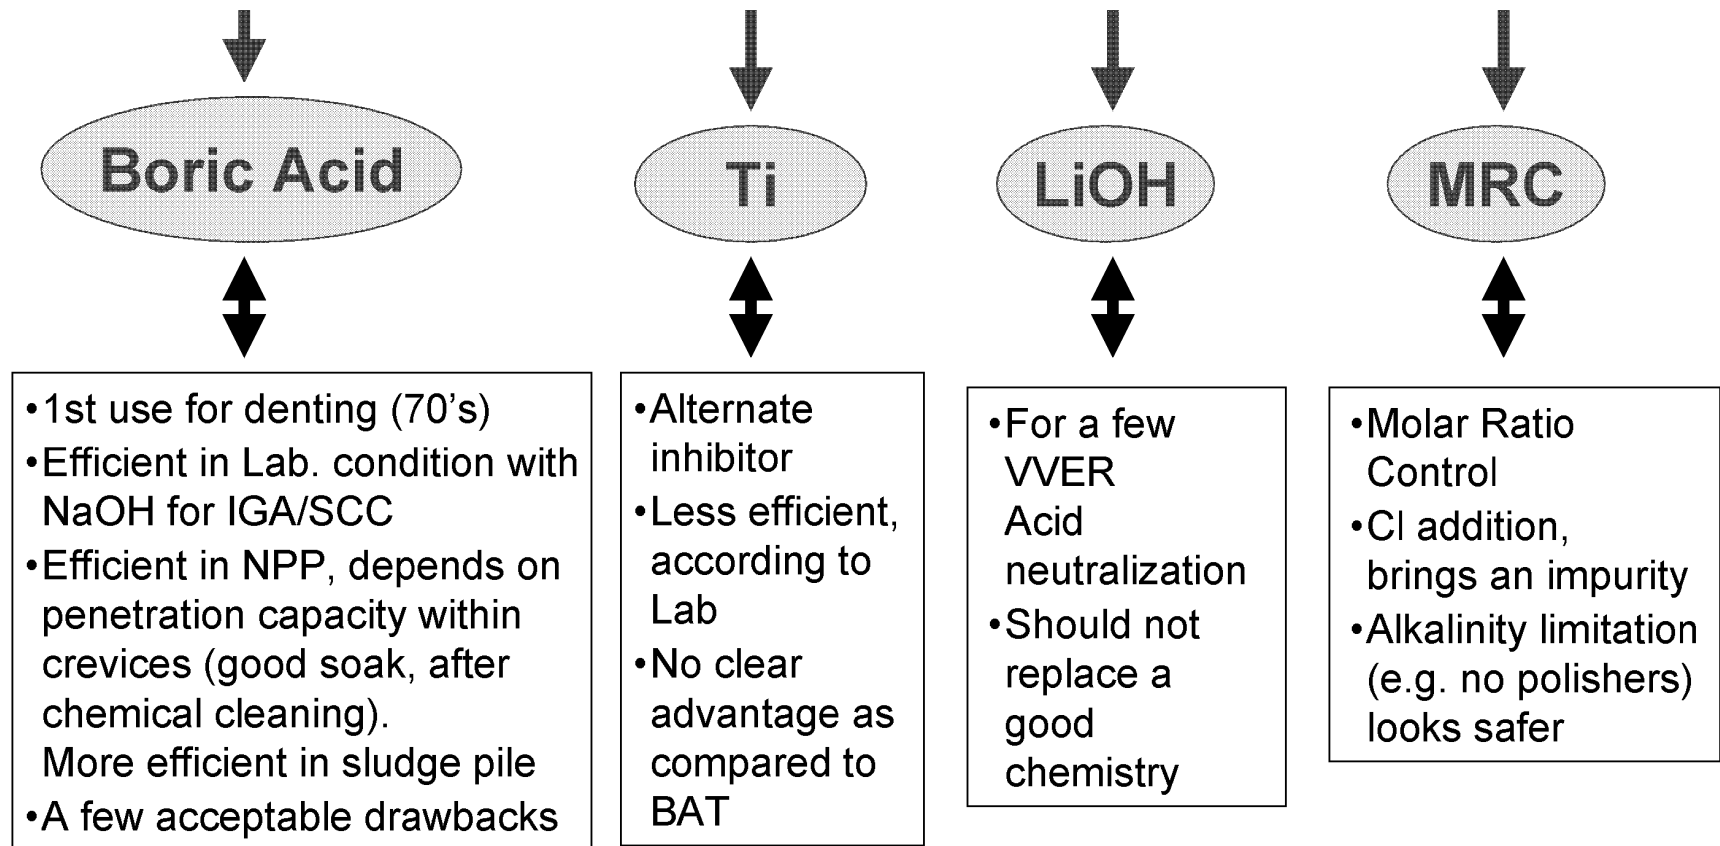 Boric Acid
Ti
LiOH
MRC
•1st use for denting (70's)
•Efficient in Lab. condition with
NaOH for IGA/SCC
•Efficient in NPP, depends on
penetration capacity within
crevices (good soak, after
chemical cleaning).
More efficient in sludge pile
•A few acceptable drawbacks
•Alternate
inhibitor
•Less efficient,
according to
Lab
•No clear
advantage as
compared to
BAT
•For a few
VVER
Acid
neutralization
•Should not
replace a
good
chemistry
•Molar Ratio
Control
•Cl addition,
brings an impurity
•Alkalinity limitation
(e.g. no polishers)
looks safer